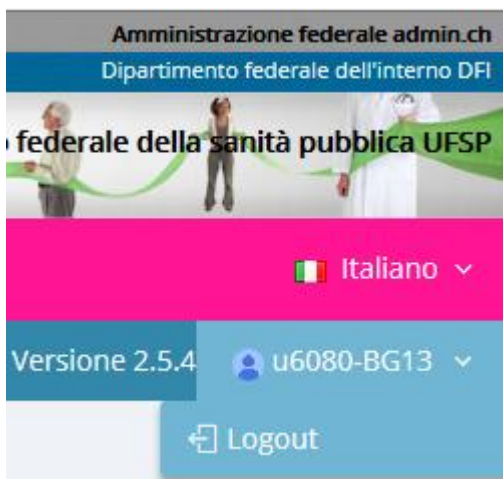 Amministrazione federale admin.ch
Dipartimento federale dell'interno DFI
federale della sanità pubblica UFSP
Italiano
Versione 2.5.4
u6080-BG13
Logout